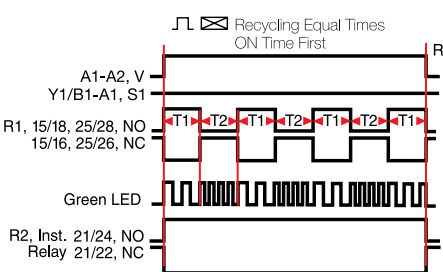 Recycling Equal Times
ON Time First
R
A1-A2, V
Y1/B1-A1, S1
T1 T2 T1 T2 T1 T2 T1
R1, 15/18, 25/28, NO
15/16, 25/26, NC
Green LED
R2, Inst. 21/24, NO
Relay 21/22, NC